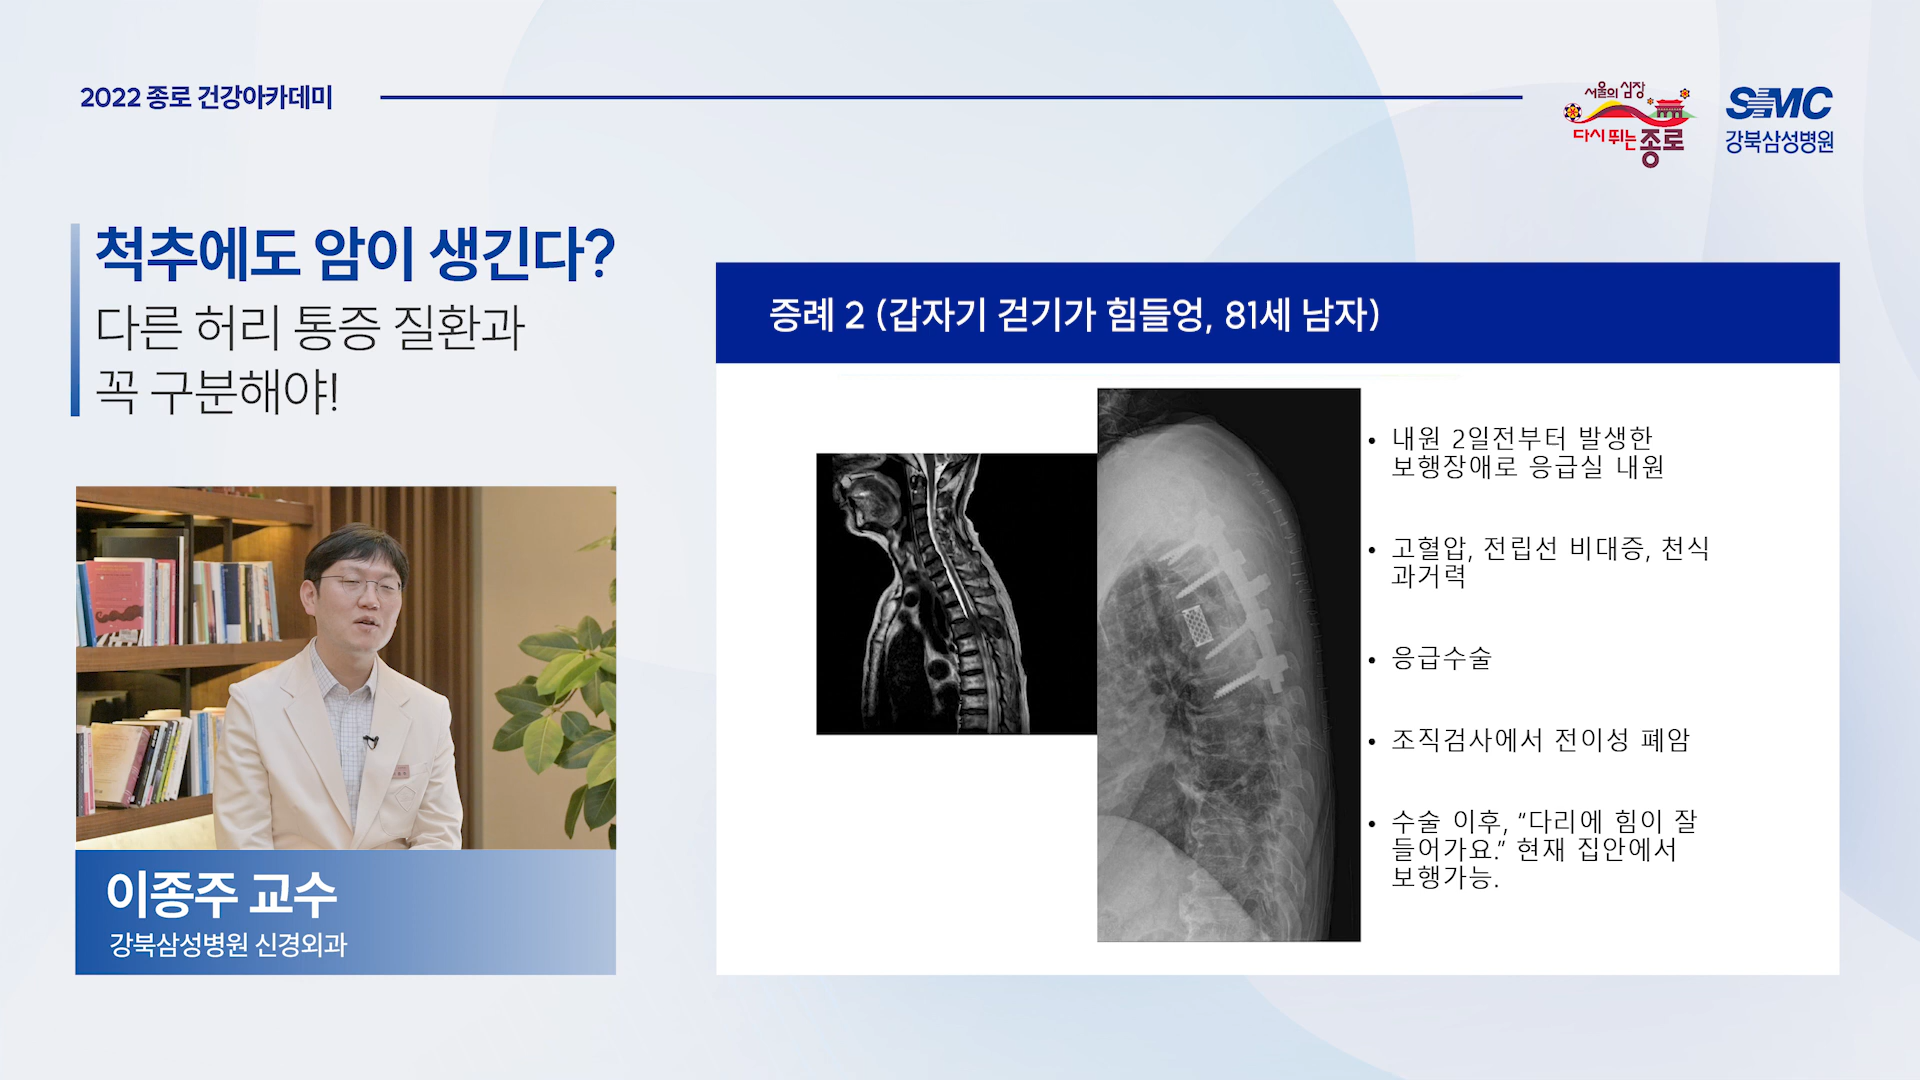 2022 종로 건강아카데미
서울의 심장
다시 뛰는 종로
SMC
강북삼성병원
척추에도 암이 생긴다?
다른 허리 통증 질환과
꼭 구분해야!
증례 2 (갑자기 걷기가 힘들엉, 81세 남자)
• 내원 2일전부터 발생한
보행장애로 응급실 내원
• 고혈압, 전립선 비대증, 천식
과거력
• 응급수술
• 조직검사에서 전이성 폐암
• 수술 이후, “다리에 힘이 잘
들어가요.” 현재 집안에서
보행가능.
이종주 교수
강북삼성병원 신경외과